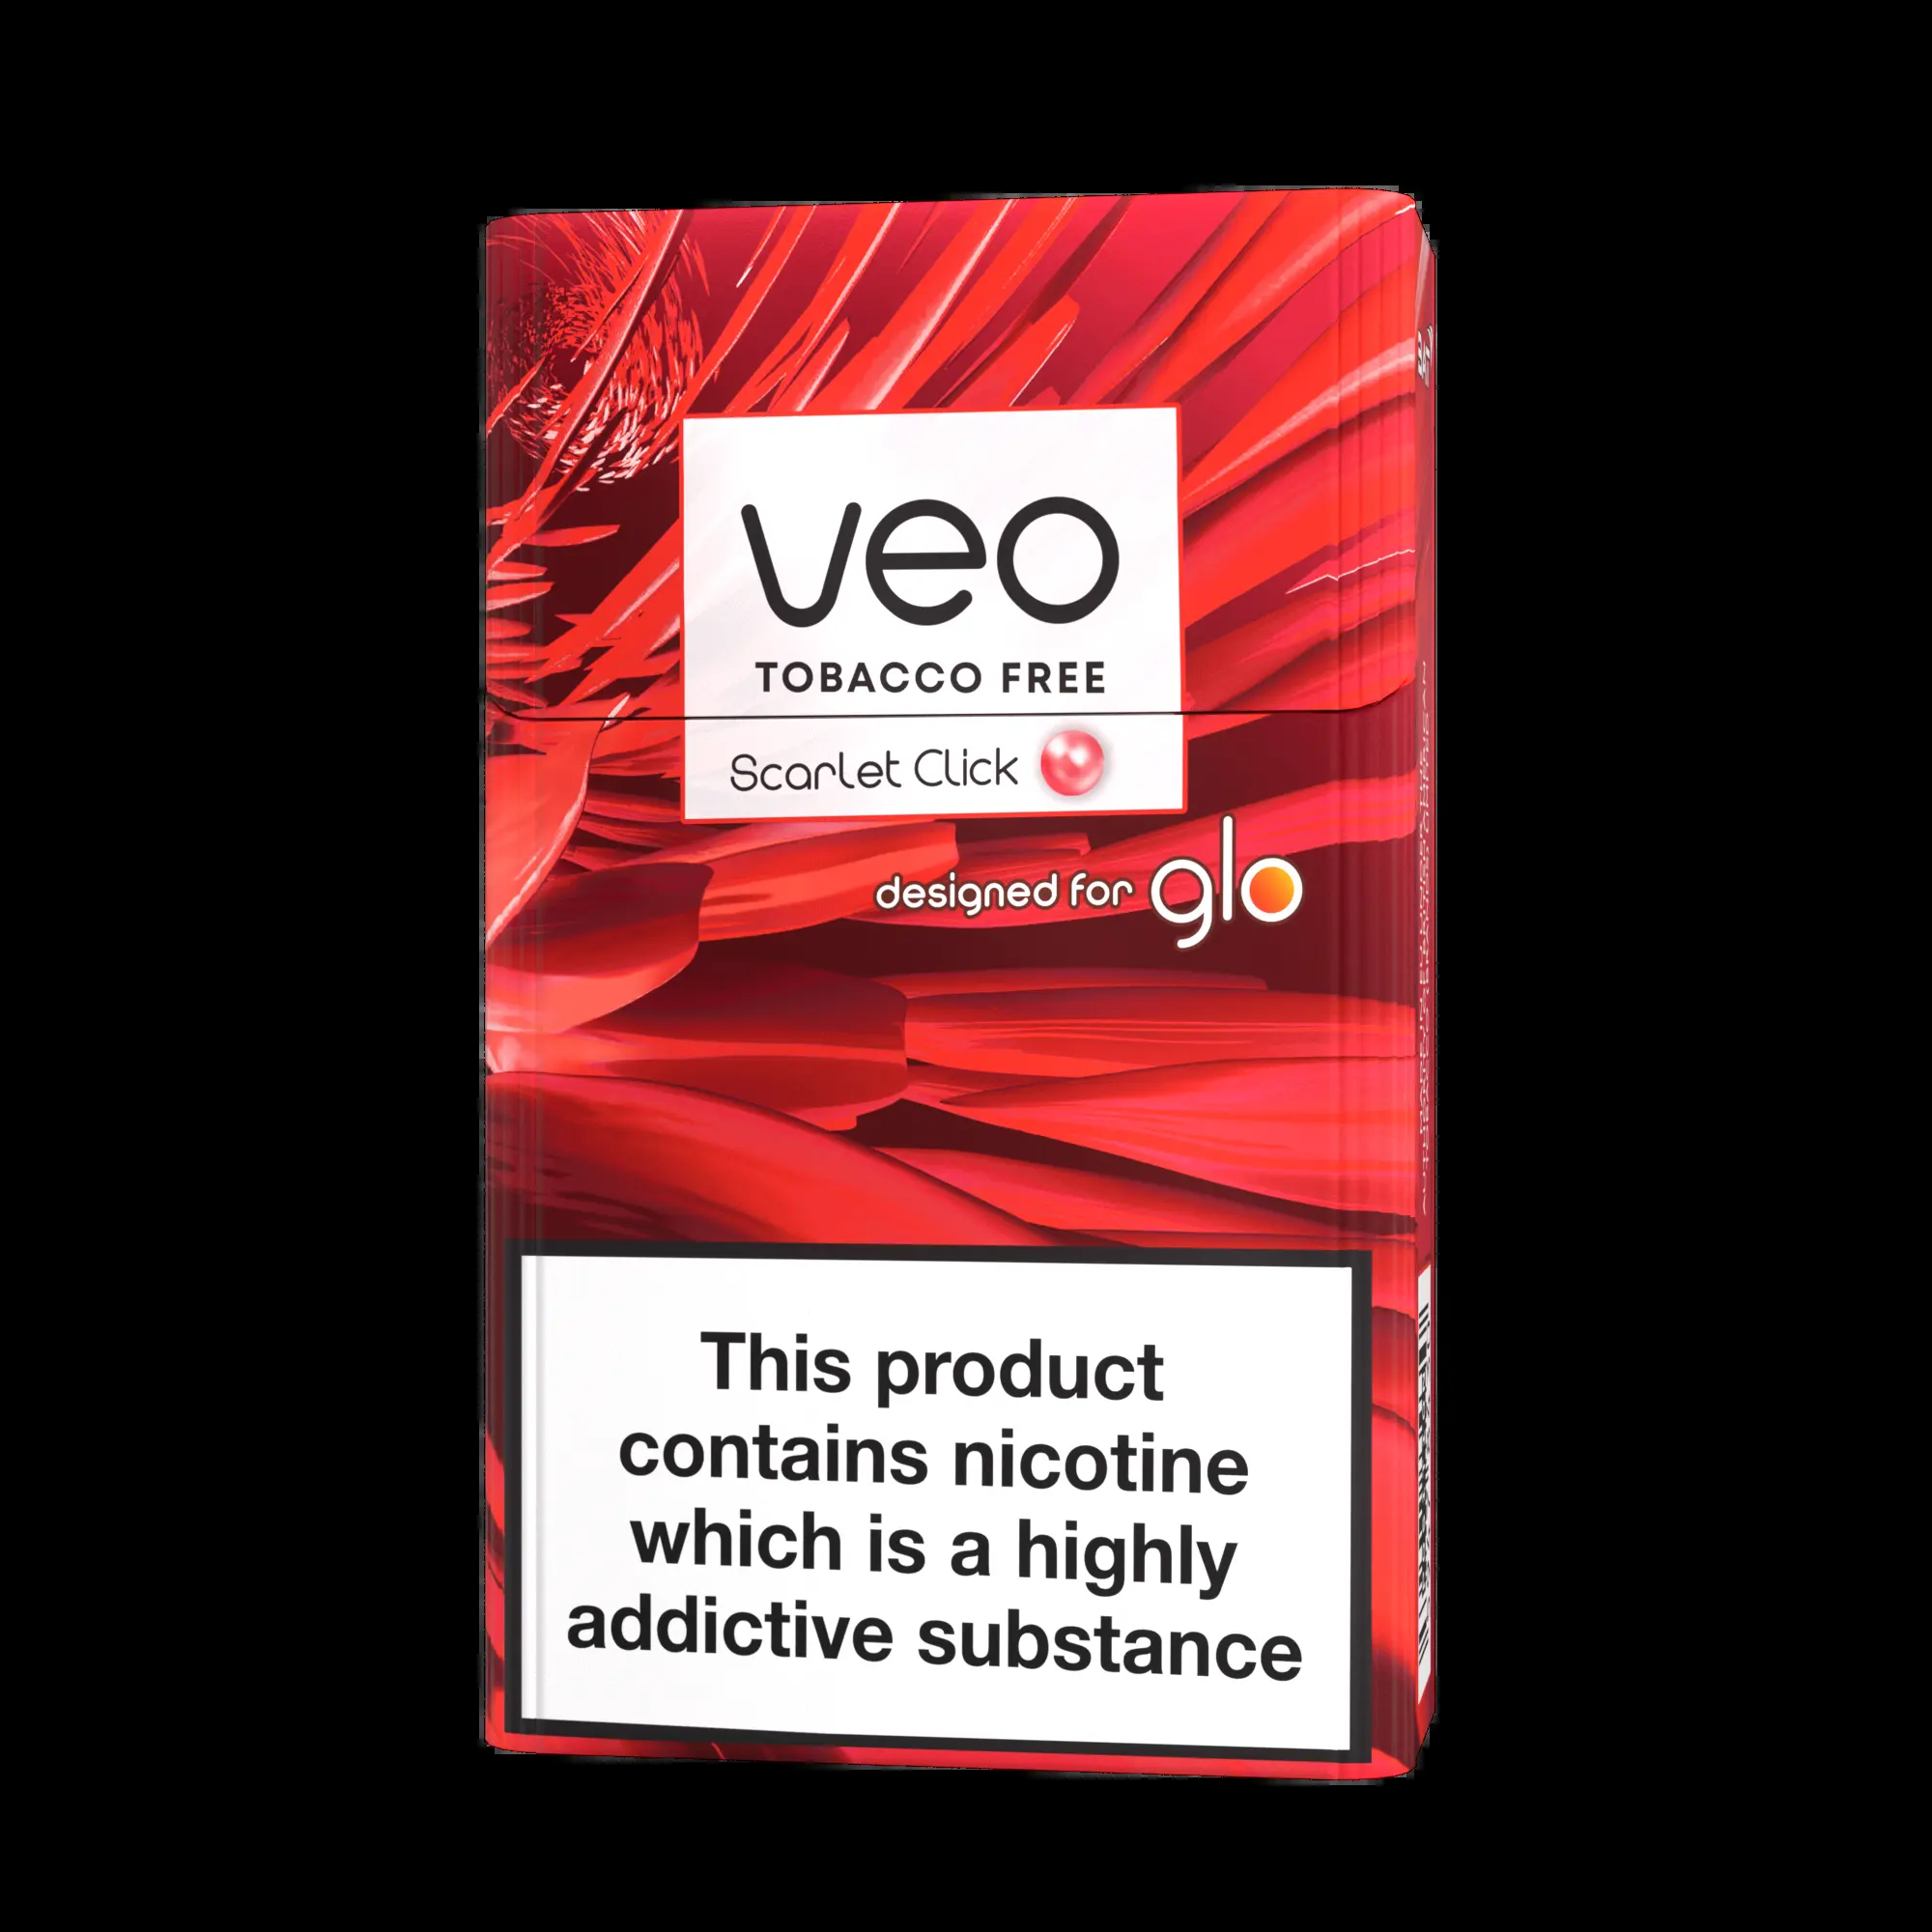 veo
TOBACCO FREE
Scarlet Click
designed for glo
This product
contains nicotine
which is a highly
addictive substance